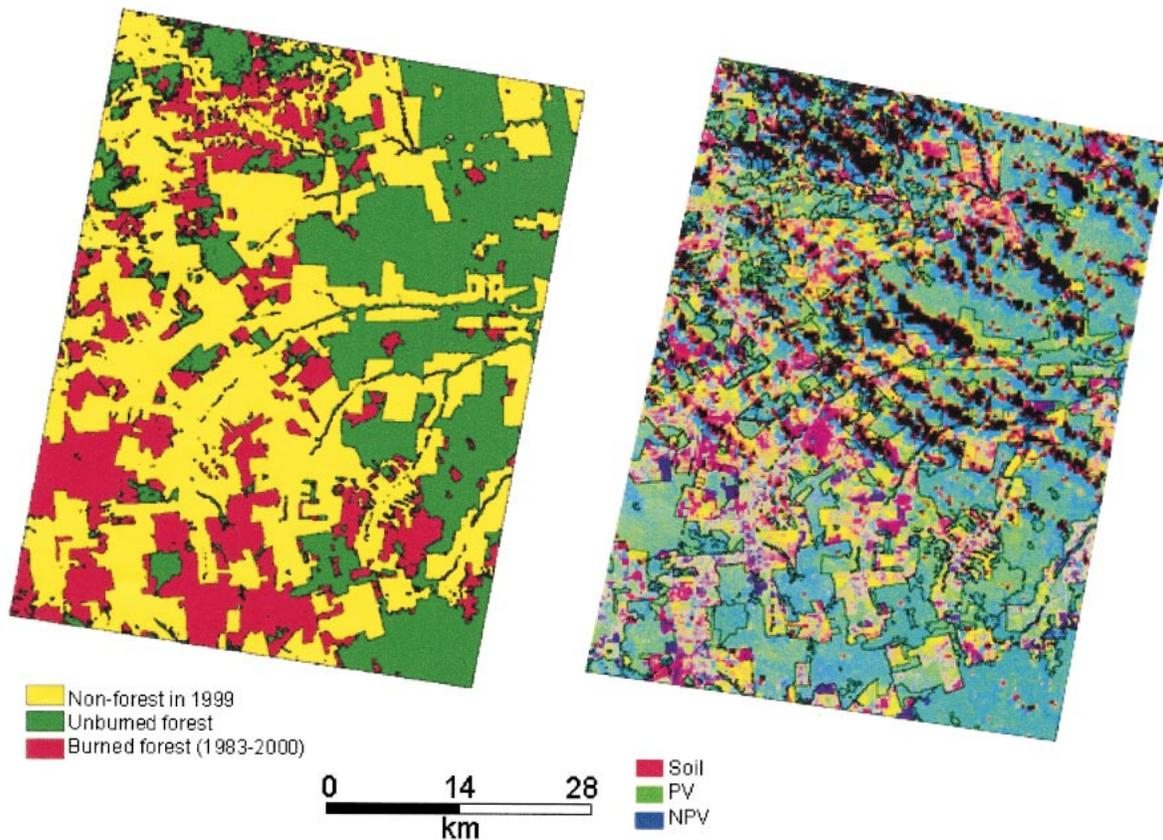 Non-forest in 1999
Unburned forest
Burned forest (1983-2000)
0 14 28
km
Soil
PV
NPV